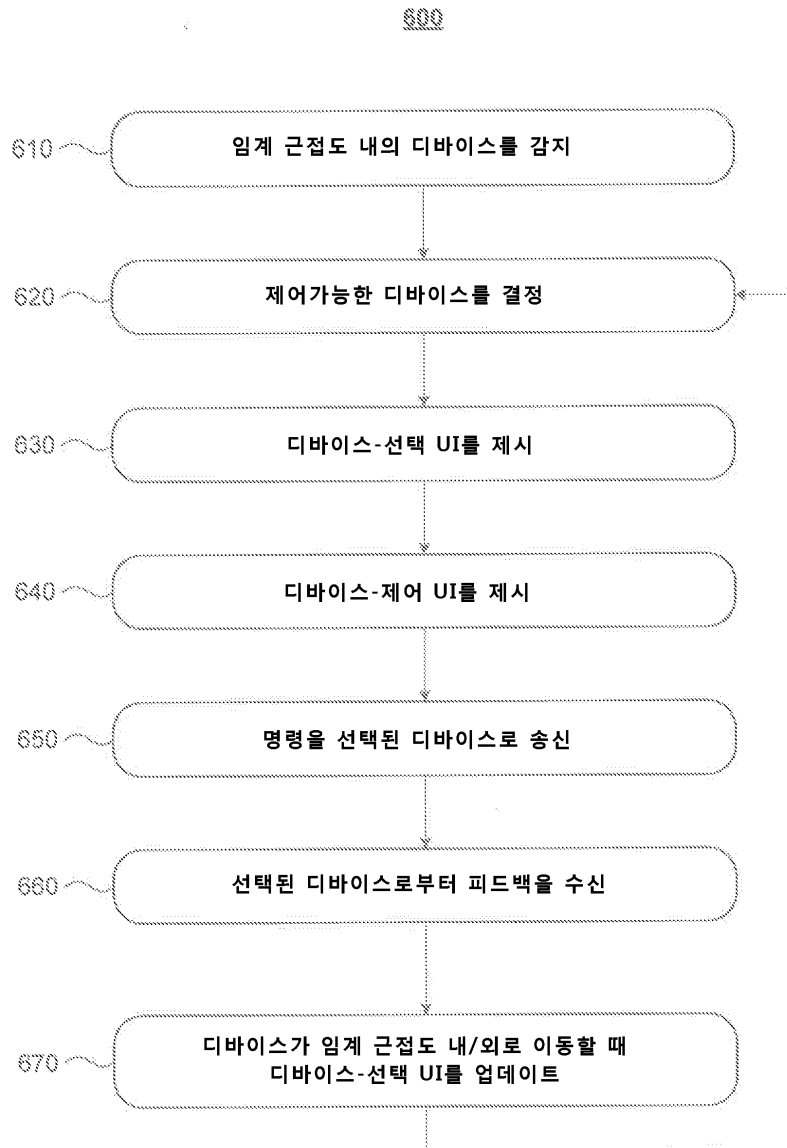 600
610
임계 근접도 내의 디바이스를 감지
620
제어가능한 디바이스를 결정
630
디바이스-선택 UI를 제시
640
디바이스-제어 UI를 제시
650
명령을 선택된 디바이스로 송신
660
선택된 디바이스로부터 피드백을 수신
670
디바이스가 임계 근접도 내/외로 이동할 때
디바이스-선택 UI를 업데이트